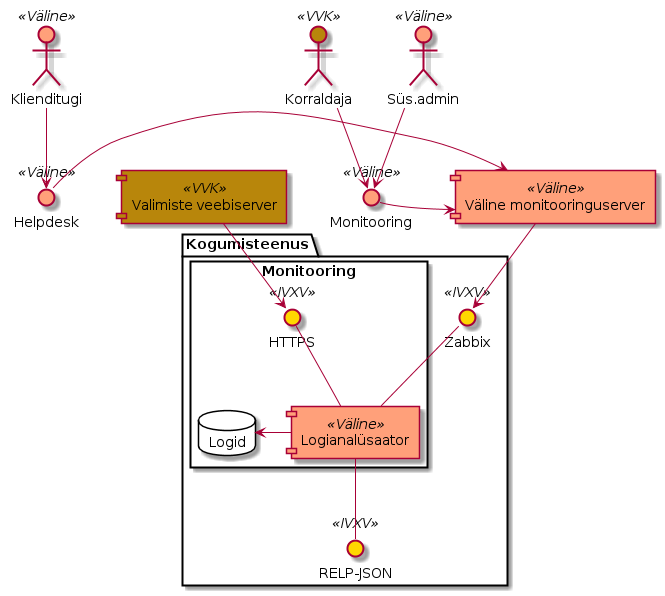 «Väline»
Klienditugi
«VVK»
Korraldaja
«Väline»
Süs.admin
«Väline»
Helpdesk
«VVK»
Valimiste veebiserver
«Väline»
Monitooring
«Väline»
Väline monitooringuserver
Kogumisteenus
Monitooring
«IVXV»
HTTPS
«IVXV»
Zabbix
Logid
«Väline»
Logianalüsaator
«IVXV»
RELP-JSON